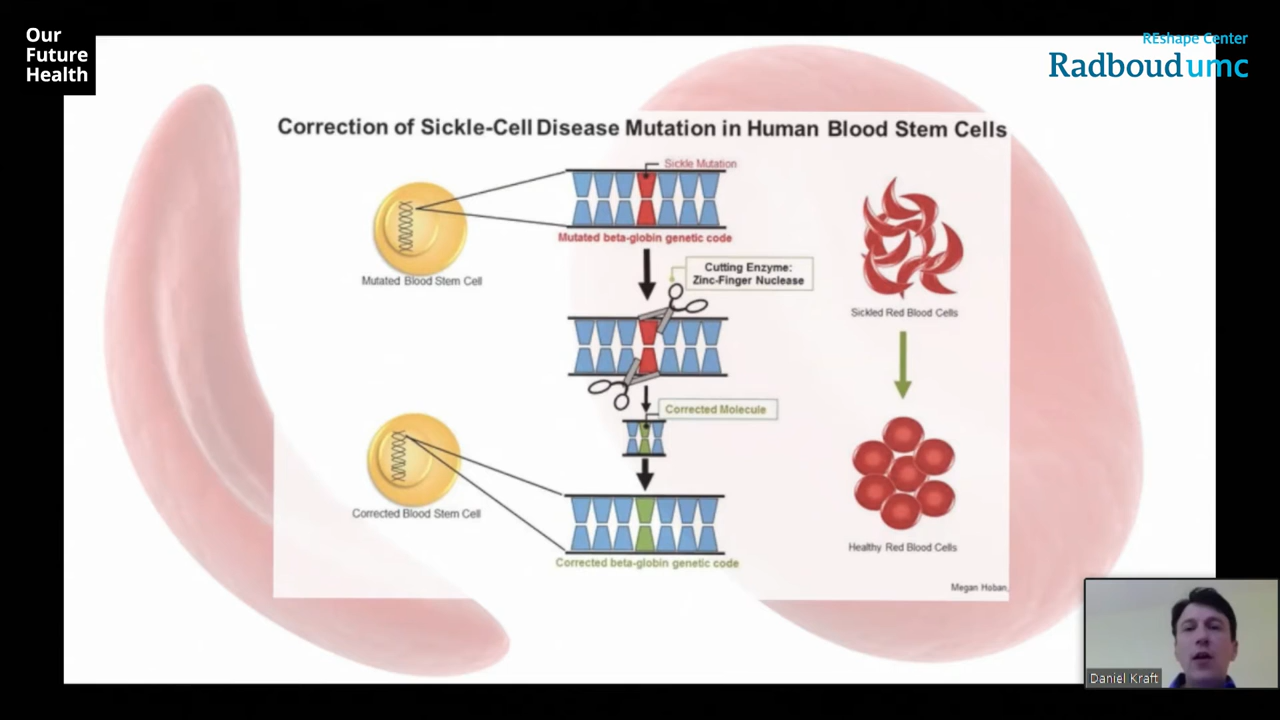 Our
Future
Health
REshape Center
Radboudumc
Correction of Sickle-Cell Disease Mutation in Human Blood Stem Cells
Sickle Mutation
Mutated beta-globin genetic code
Mutated Blood Stem Cell
Cutting Enzyme:
Zinc-Finger Nuclease
Sickled Red Blood Cells
Corrected Molecule
Corrected Blood Stem Cell
Corrected beta-globin genetic code
Healthy Red Blood Cells
Megan Hoban,
Daniel Kraft